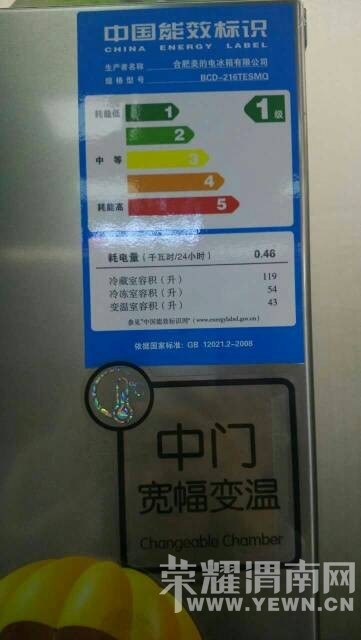 中国能效标识
CHINA ENERGY LABEL
生产者名称 合肥美的电冰箱有限公司
规格型号 BCD-216TESMQ
耗能低 1 1级
2
中 等 3
4
耗能高 5
耗电量（千瓦时/24小时） 0.46
冷藏室容积（升） 119
冷冻室容积（升） 54
变温室容积（升） 43
参见"中国能效标识网"（www.energylabel.gov.cn）
依据国家标准：GB 12021.2-2008
中门
宽幅变温
Changeable Chamber
荣耀渭南网
WWW.YEWN.CN